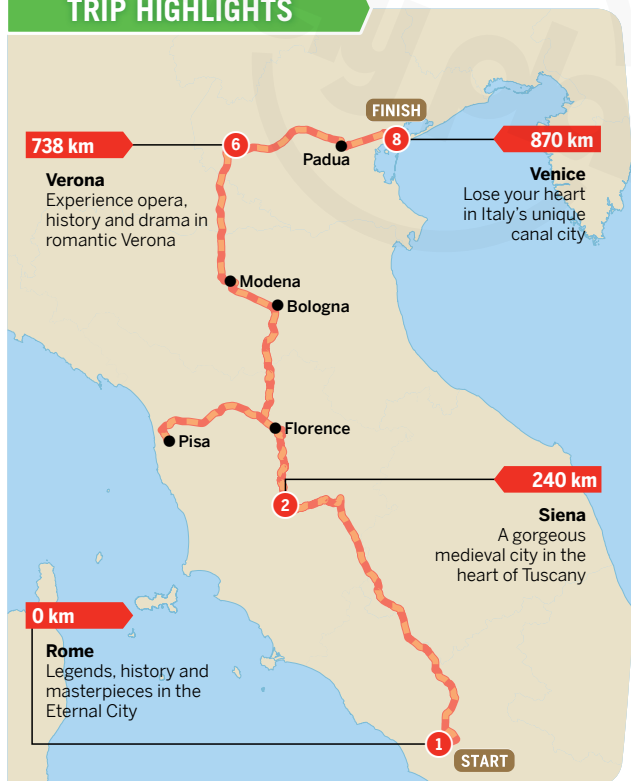 TRIP HIGHLIGHTS
FINISH
738 km
6
8
870 km
Padua
Verona
Experience opera,
history and drama in
romantic Verona
Venice
Lose your heart
in Italy's unique
canal city
Modena
Bologna
Florence
Pisa
240 km
2
Siena
A gorgeous
medieval city in the
heart of Tuscany
0 km
Rome
Legends, history and
masterpieces in the
Eternal City
1
START